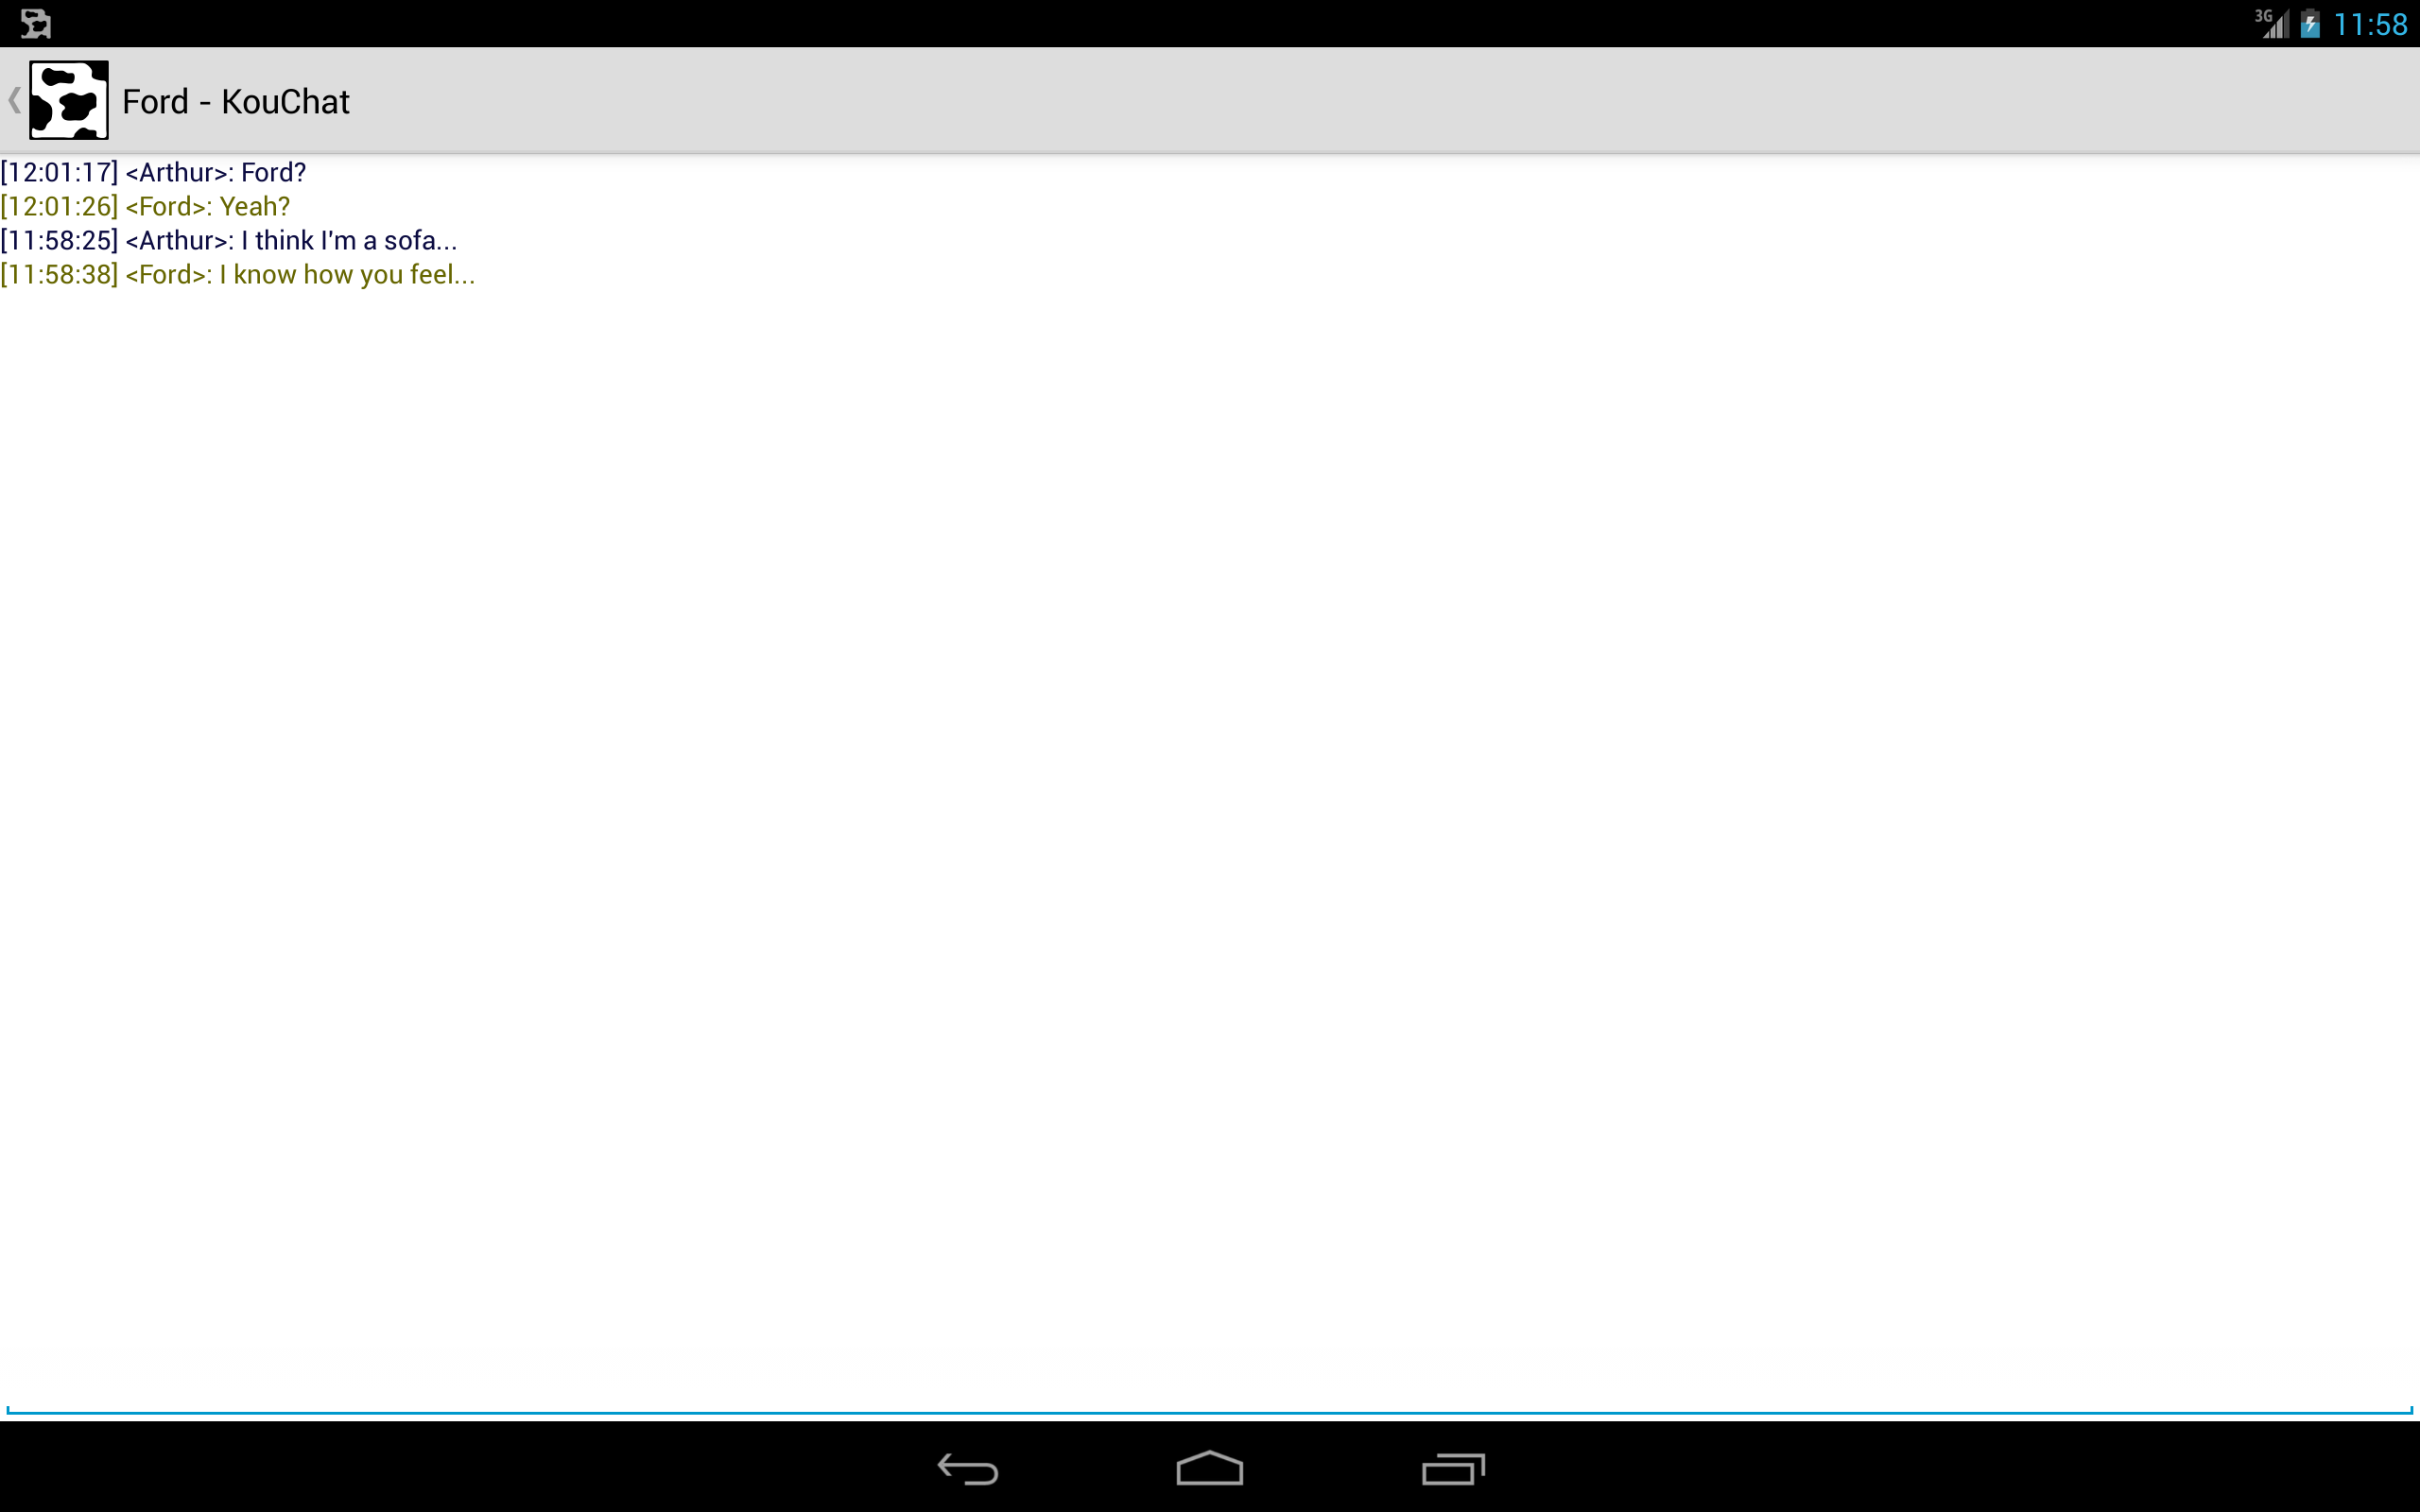 3G 11:58
Ford - KouChat
[12:01:17] <Arthur>: Ford?
[12:01:26] <Ford>: Yeah?
[11:58:25] <Arthur>: I think I'm a sofa...
[11:58:38] <Ford>: I know how you feel...